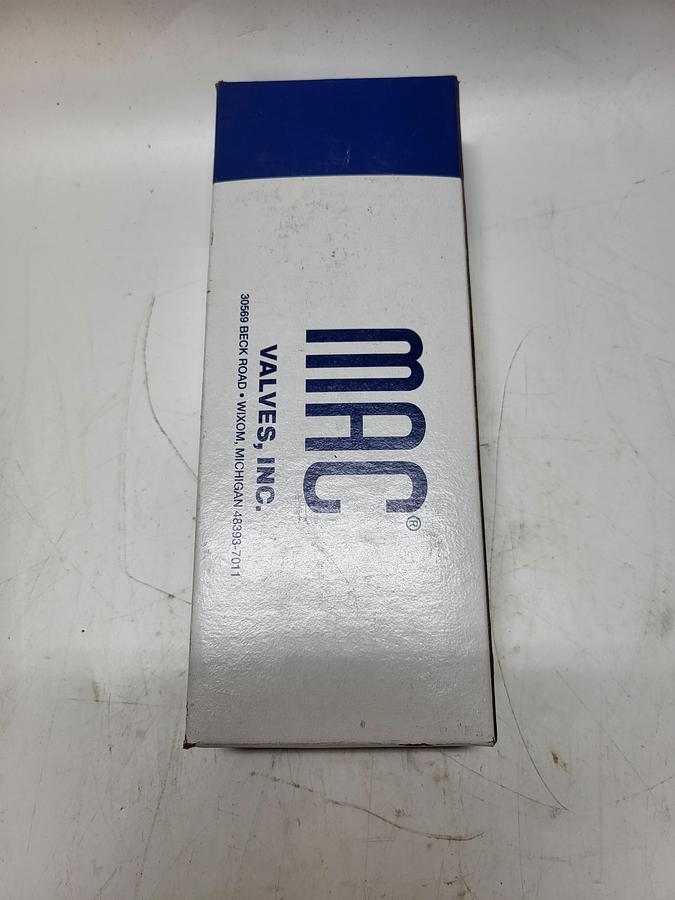 MAC®
VALVES, INC.
30569 BECK ROAD • WIXOM, MICHIGAN 48393-7011